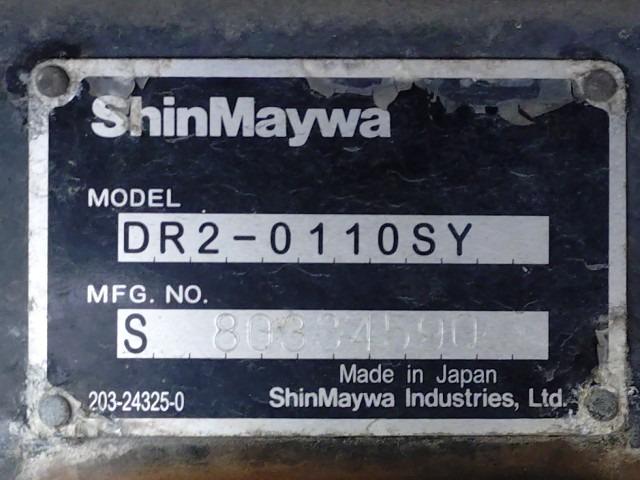 ShinMaywa
MODEL
DR2-0110SY
MFG. NO.
S 80334590
Made in Japan
203-24325-0 ShinMaywa Industries, Ltd.